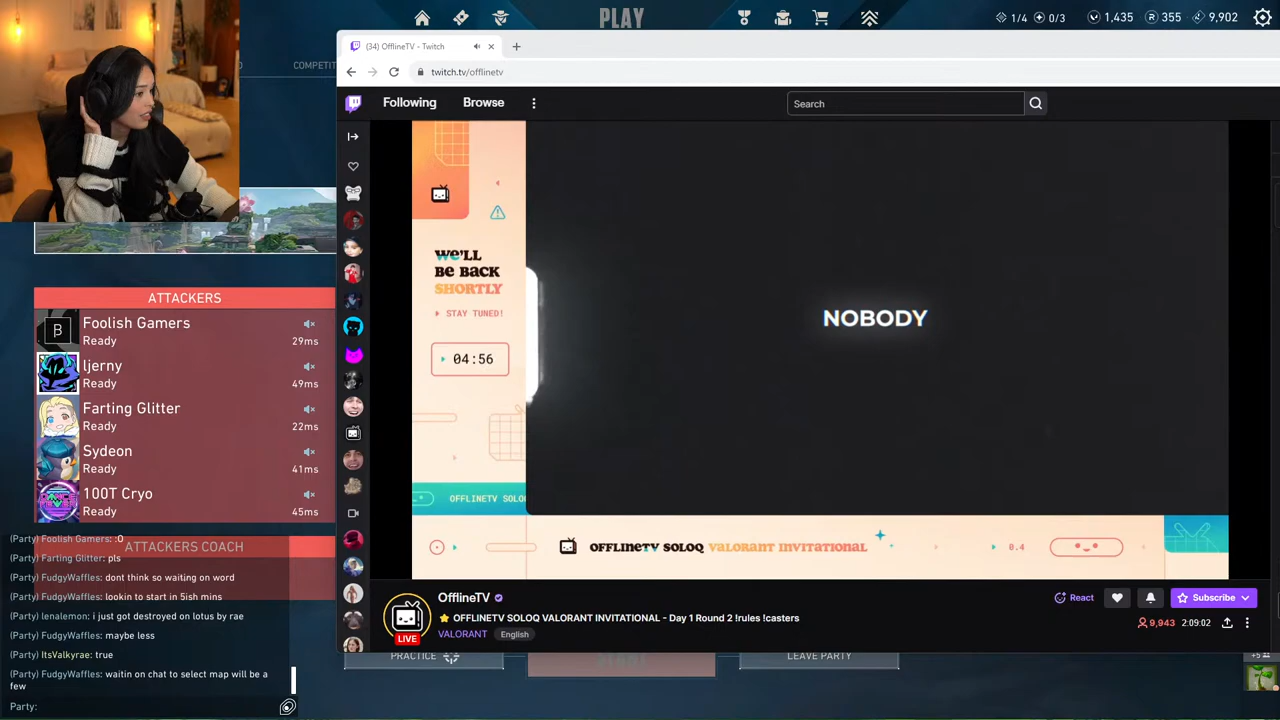 PLAY
1/4
0/3
1,435
355
9,902
COMPETIT
(34) OfflineTV - Twitch
twitch.tv/offlinetv
Following
Browse
Search
WE'LL
BE BACK
SHORTLY
STAY TUNED!
04:56
OFFLINETV SOLO
NOBODY
OFFLINETV SOLOQ VALORANT INVITATIONAL
0.4
ATTACKERS
B
Foolish Gamers
Ready
29ms
ljerny
Ready
49ms
Farting Glitter
Ready
22ms
Sydeon
Ready
41ms
100T Cryo
Ready
45ms
ATTACKERS COACH
(Party) Foolish Gamers: :O
(Party) Farting Glitter: pls
(Party) FudgyWaffles: dont think so waiting on word
(Party) FudgyWaffles: lookin to start in 5ish mins
(Party) lenalemon: i just got destroyed on lotus by rae
(Party) FudgyWaffles: maybe less
(Party) ItsValkyrae: true
(Party) FudgyWaffles: waitin on chat to select map will be a
few
Party:
OfflineTV
LIVE
⭐ OFFLINETV SOLOQ VALORANT INVITATIONAL - Day 1 Round 2 !rules !casters
VALORANT
English
React
Subscribe
9,943
2:09:02
PRACTICE
LEAVE PARTY